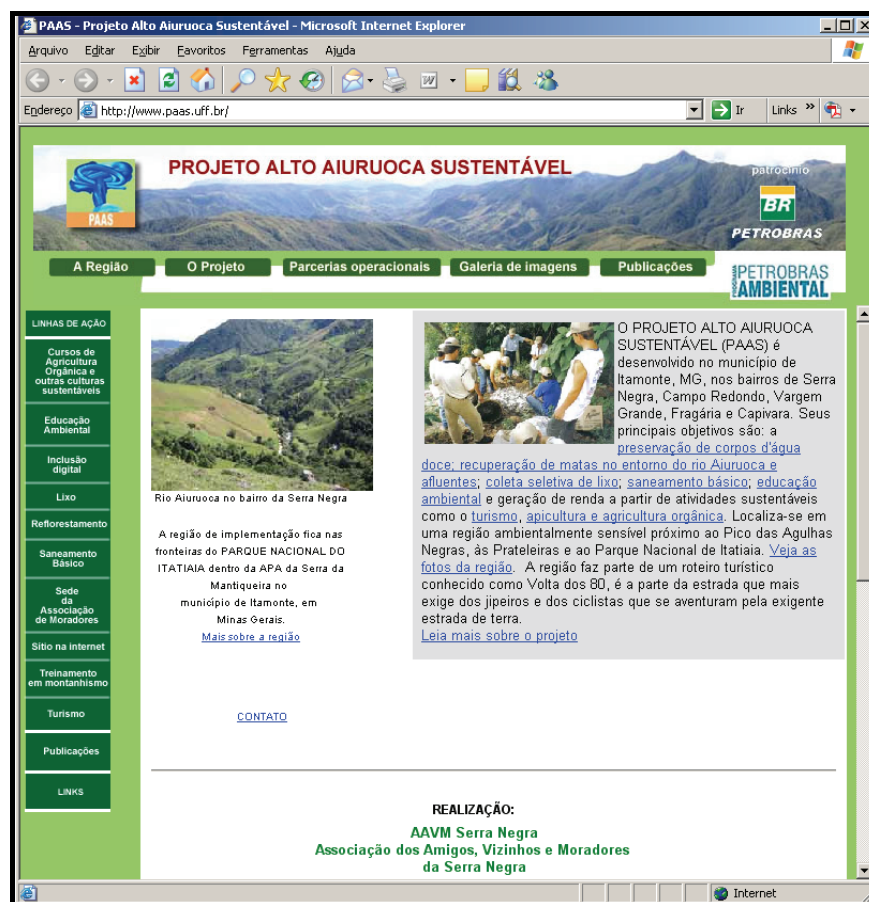 PAAS - Projeto Alto Aiuruoca Sustentável - Microsoft Internet Explorer
Arquivo Editar Exibir Favoritos Ferramentas Ajuda
Endereço http://www.paas.uff.br/ Ir Links »
PROJETO ALTO AIURUOCA SUSTENTÁVEL
patrocínio
PAAS
BR
PETROBRAS
A Região O Projeto Parcerias operacionais Galeria de imagens Publicações
PETROBRAS
AMBIENTAL
LINHAS DE AÇÃO
Cursos de
Agricultura
Orgânica e
outras culturas
sustentáveis
Educação
Ambiental
Inclusão
digital
Lixo
Reflorestamento
Saneamento
Básico
Sede
da
Associação
de Moradores
Sitio na internet
Treinamento
em montanhismo
Turismo
Publicações
LINKS
Rio Aiuruoca no bairro da Serra Negra
A região de implementação fica nas
fronteiras do PARQUE NACIONAL DO
ITATIAIA dentro da APA da Serra da
Mantiqueira no
município de Itamonte, em
Minas Gerais.
Mais sobre a região
CONTATO
O PROJETO ALTO AIURUOCA
SUSTENTÁVEL (PAAS) é
desenvolvido no município de
Itamonte, MG, nos bairros de Serra
Negra, Campo Redondo, Vargem
Grande, Fragária e Capivara. Seus
principais objetivos são: a
preservação de corpos d'água
doce; recuperação de matas no entorno do rio Aiuruoca e
afluentes; coleta seletiva de lixo; saneamento básico; educação
ambiental e geração de renda a partir de atividades sustentáveis
como o turismo, apicultura e agricultura orgânica. Localiza-se em
uma região ambientalmente sensível próximo ao Pico das Agulhas
Negras, às Prateleiras e ao Parque Nacional de Itatiaia. Veja as
fotos da região. A região faz parte de um roteiro turístico
conhecido como Volta dos 80, é a parte da estrada que mais
exige dos jipeiros e dos ciclistas que se aventuram pela exigente
estrada de terra.
Leia mais sobre o projeto
REALIZAÇÃO:
AAVM Serra Negra
Associação dos Amigos, Vizinhos e Moradores
da Serra Negra
Internet